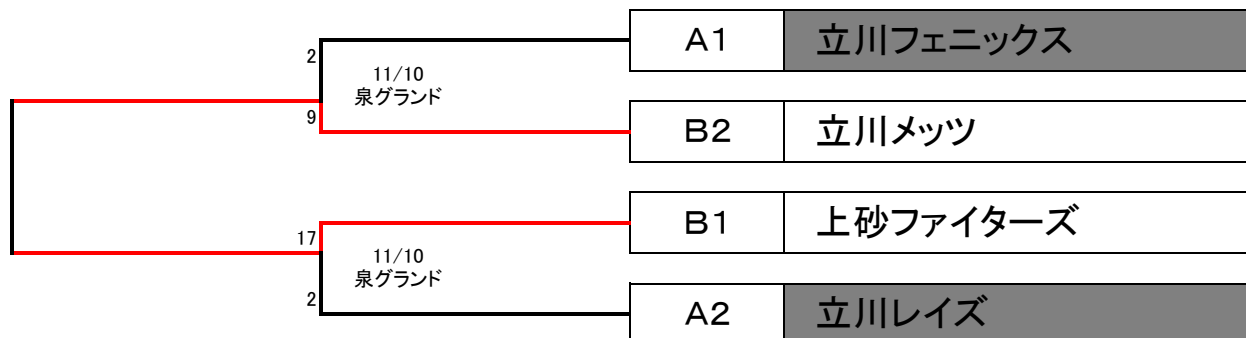 A1 立川フェニックス
2
11/10
泉グランド
9
B2 立川メッツ
B1 上砂ファイターズ
17
11/10
泉グランド
2
A2 立川レイズ